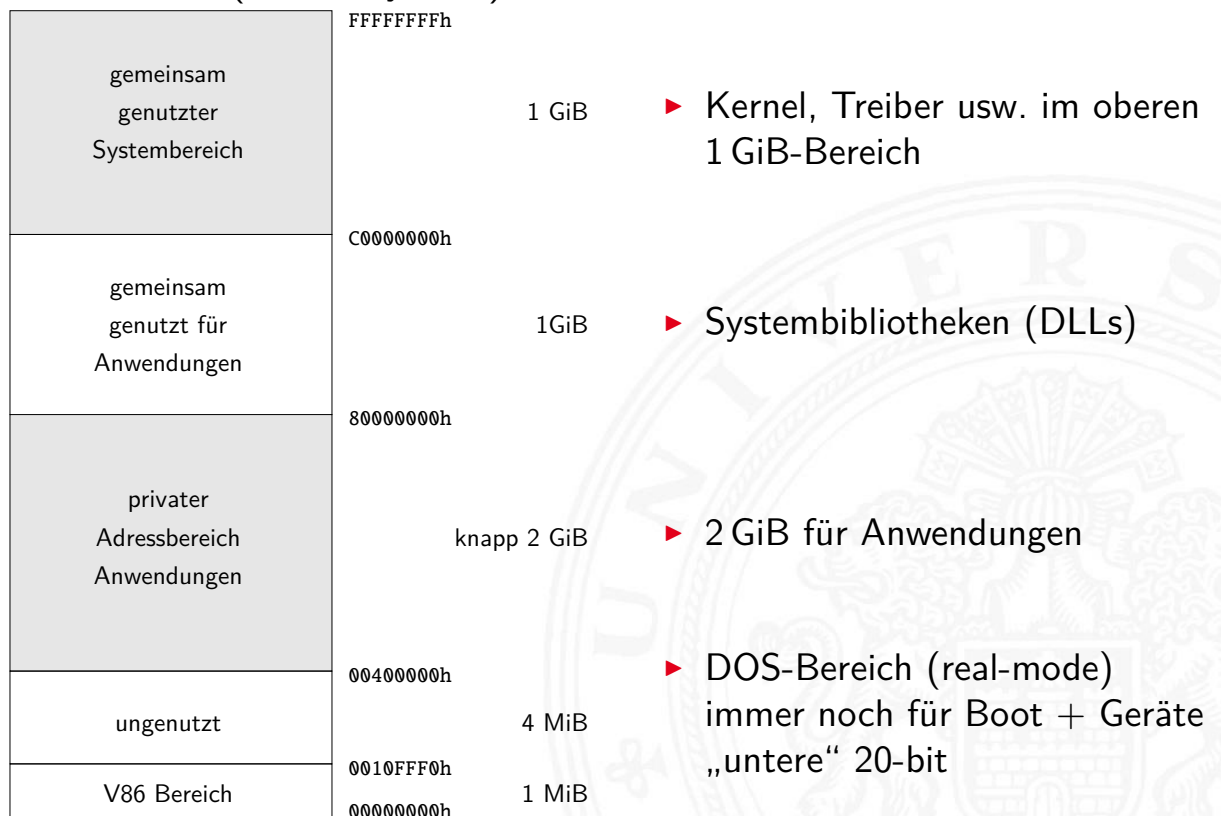 FFFFFFFFh
gemeinsam
genutzter
Systembereich
1 GiB
▶ Kernel, Treiber usw. im oberen
1 GiB-Bereich
C0000000h
gemeinsam
genutzt für
Anwendungen
1GiB
▶ Systembibliotheken (DLLs)
80000000h
privater
Adressbereich
Anwendungen
knapp 2 GiB
▶ 2 GiB für Anwendungen
00400000h
ungenutzt
4 MiB
▶ DOS-Bereich (real-mode)
immer noch für Boot + Geräte
„untere“ 20-bit
0010FFF0h
V86 Bereich
1 MiB
00000000h
UNIVERS